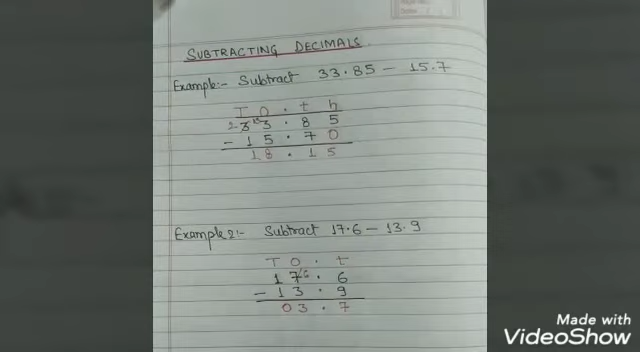 SUBTRACTING DECIMALS.
Example:- Subtract 33.85 - 15.7
T O . t h
2 3 13 3 . 8 5
- 1 5 . 7 0
1 8 . 1 5
Example 2:- Subtract 17.6 - 13.9
T O . t
1 7 6 . 6
- 1 3 . 9
0 3 . 7
Made with
VideoShow